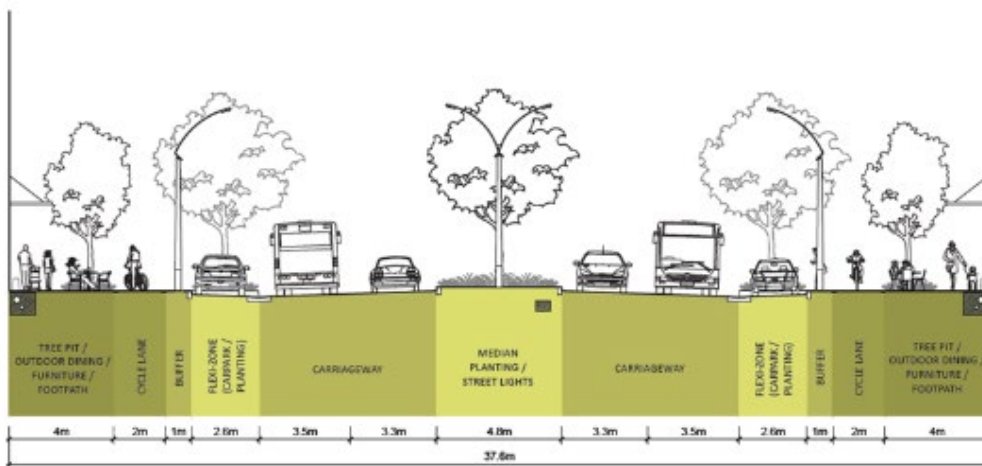 TREE PIT /
OUTDOOR DINING /
FURNITURE /
FOOTPATH
CYCLE LANE
BUFFER
FLEXI-ZONE
(CARPARK /
PLANTING)
CARRIAGEWAY
MEDIAN
PLANTING /
STREET LIGHTS
CARRIAGEWAY
FLEXI-ZONE
(CARPARK /
PLANTING)
BUFFER
CYCLE LANE
TREE PIT /
OUTDOOR DINING /
FURNITURE /
FOOTPATH
4m 2m 1m 2.6m 3.5m 3.3m 4.8m 3.3m 3.5m 2.6m 1m 2m 4m
37.6m